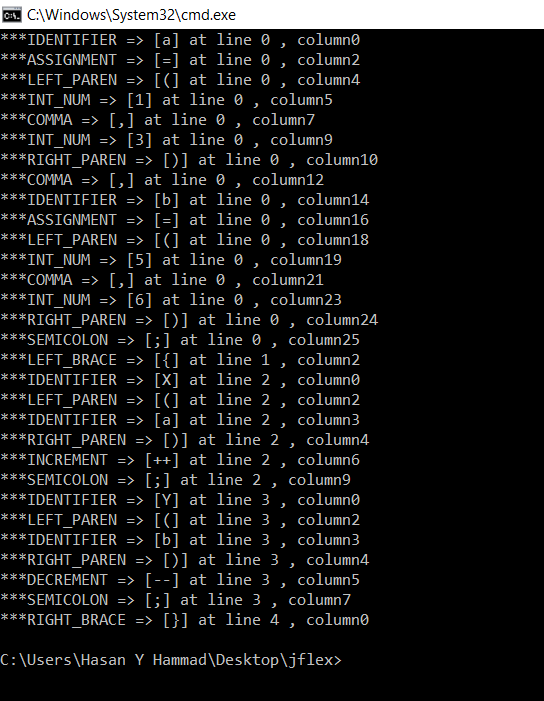 C:\Windows\System32\cmd.exe
***IDENTIFIER => [a] at line 0 , column0
***ASSIGNMENT => [=] at line 0 , column2
***LEFT_PAREN => [(] at line 0 , column4
***INT_NUM => [1] at line 0 , column5
***COMMA => [,] at line 0 , column7
***INT_NUM => [3] at line 0 , column9
***RIGHT_PAREN => [)] at line 0 , column10
***COMMA => [,] at line 0 , column12
***IDENTIFIER => [b] at line 0 , column14
***ASSIGNMENT => [=] at line 0 , column16
***LEFT_PAREN => [(] at line 0 , column18
***INT_NUM => [5] at line 0 , column19
***COMMA => [,] at line 0 , column21
***INT_NUM => [6] at line 0 , column23
***RIGHT_PAREN => [)] at line 0 , column24
***SEMICOLON => [;] at line 0 , column25
***LEFT_BRACE => [{] at line 1 , column2
***IDENTIFIER => [X] at line 2 , column0
***LEFT_PAREN => [(] at line 2 , column2
***IDENTIFIER => [a] at line 2 , column3
***RIGHT_PAREN => [)] at line 2 , column4
***INCREMENT => [++] at line 2 , column6
***SEMICOLON => [;] at line 2 , column9
***IDENTIFIER => [Y] at line 3 , column0
***LEFT_PAREN => [(] at line 3 , column2
***IDENTIFIER => [b] at line 3 , column3
***RIGHT_PAREN => [)] at line 3 , column4
***DECREMENT => [--] at line 3 , column5
***SEMICOLON => [;] at line 3 , column7
***RIGHT_BRACE => [}] at line 4 , column0
C:\Users\Hasan Y Hammad\Desktop\jflex>